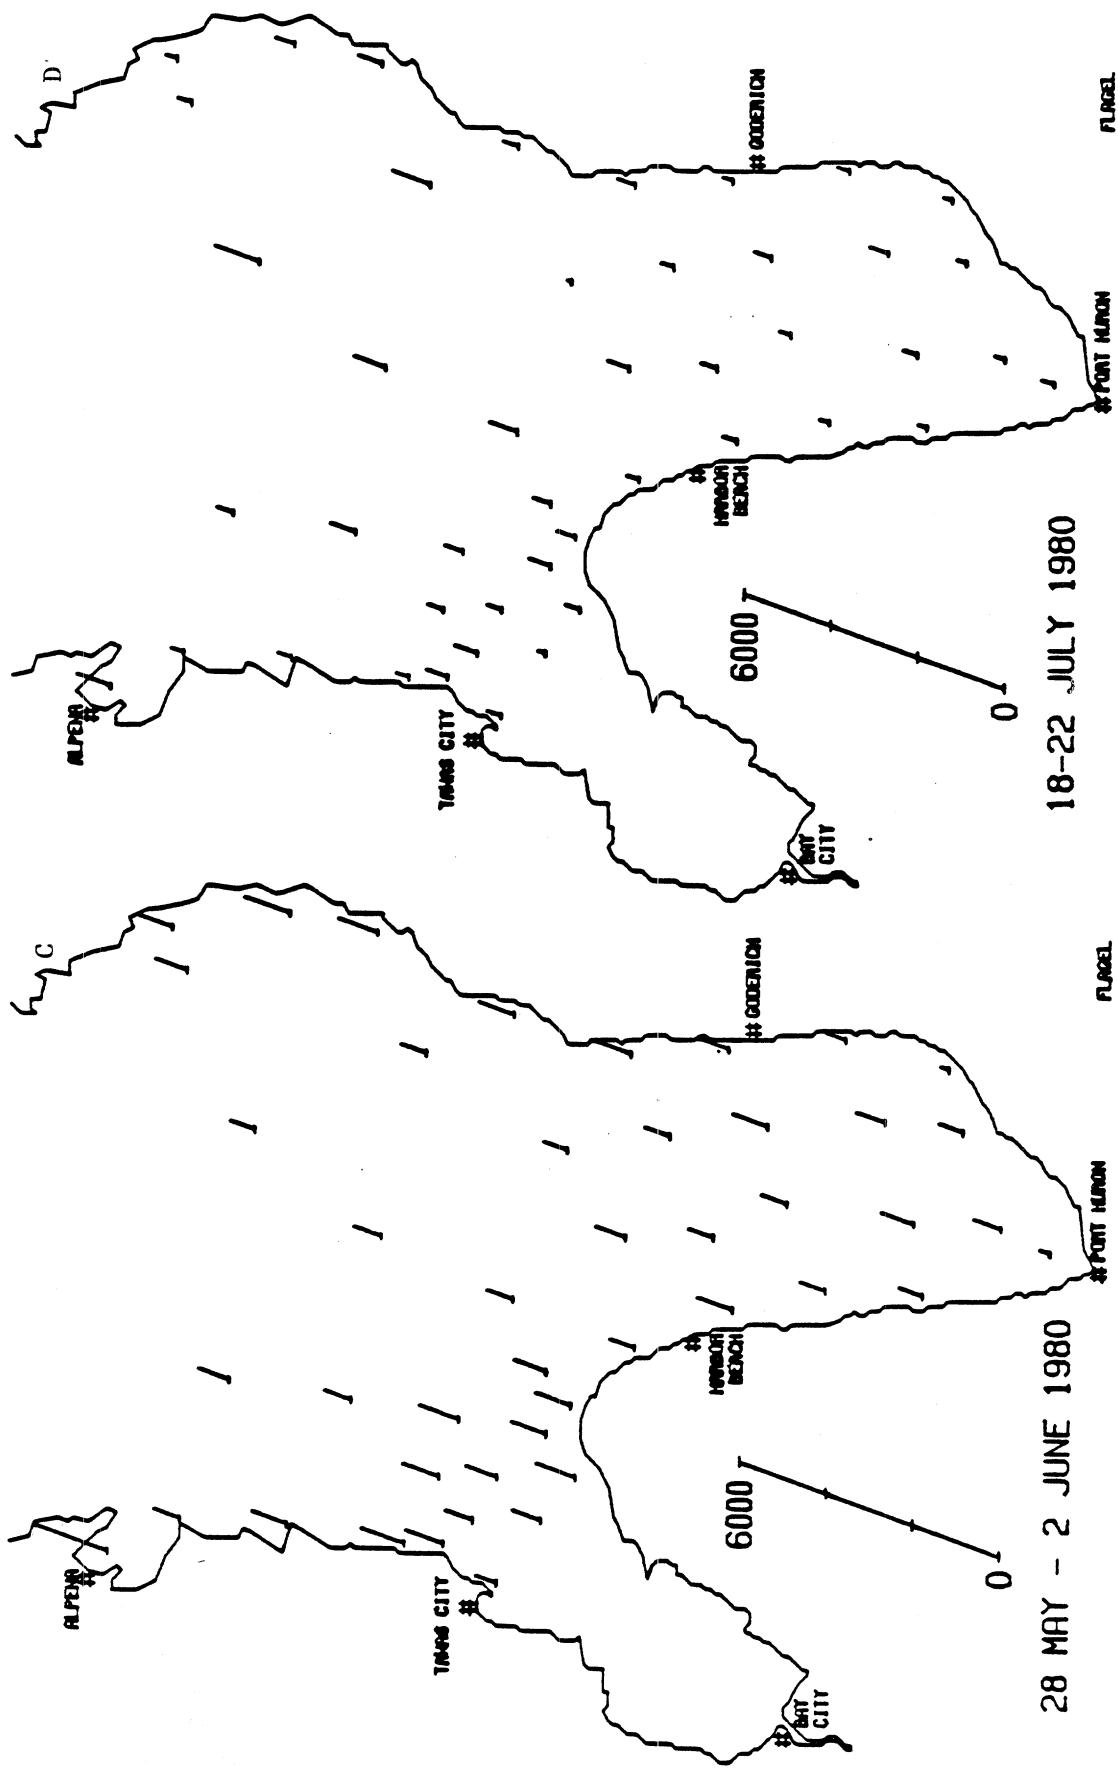 C
ALPENA
#
TAWAS CITY
#
# GODERICH
HARBOR
BEACH
#
6000
0
BAY
CITY
#
# PORT HURON
28 MAY - 2 JUNE 1980
FLAGEL
D
ALPENA
#
TAWAS CITY
#
# GODERICH
HARBOR
BEACH
#
6000
0
BAY
CITY
#
# PORT HURON
18-22 JULY 1980
FLAGEL